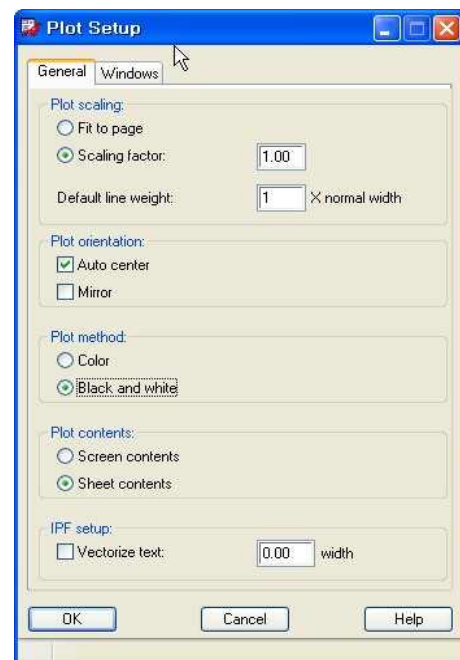 Plot Setup
General Windows
Plot scaling:
Fit to page
Scaling factor: 1.00
Default line weight: 1 X normal width
Plot orientation:
Auto center
Mirror
Plot method:
Color
Black and white
Plot contents:
Screen contents
Sheet contents
IPF setup:
Vectorize text: 0.00 width
OK Cancel Help